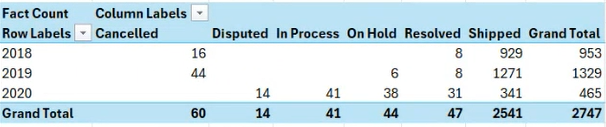 Fact Count Column Labels
Row Labels Cancelled Disputed In Process On Hold Resolved Shipped Grand Total
2018 16 8 929 953
2019 44 6 8 1271 1329
2020 14 41 38 31 341 465
Grand Total 60 14 41 44 47 2541 2747